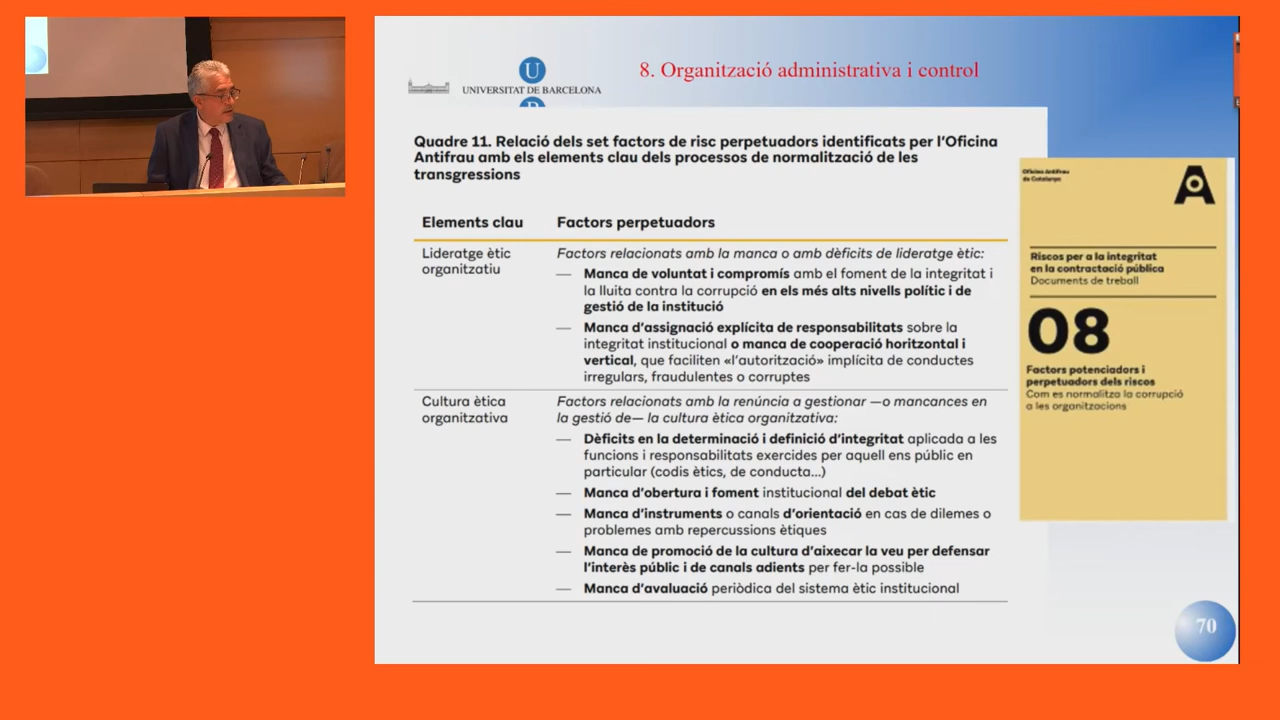 8. Organització administrativa i control
U
UNIVERSITAT DE BARCELONA
Quadre 11. Relació dels set factors de risc perpetuadors identificats per l'Oficina
Antifrau amb els elements clau dels processos de normalització de les
transgressions
Elements clau
Factors perpetuadors
Lideratge ètic
organitzatiu
Factors relacionats amb la manca o amb dèficits de lideratge ètic:
— Manca de voluntat i compromís amb el foment de la integritat i
la lluita contra la corrupció en els més alts nivells polític i de
gestió de la institució
— Manca d'assignació explícita de responsabilitats sobre la
integritat institucional o manca de cooperació horitzontal i
vertical, que faciliten «l'autorització» implícita de conductes
irregulars, fraudulentes o corruptes
Cultura ètica
organitzativa
Factors relacionats amb la renúncia a gestionar —o mancances en
la gestió de— la cultura ètica organitzativa:
— Dèficits en la determinació i definició d'integritat aplicada a les
funcions i responsabilitats exercides per aquell ens públic en
particular (codis ètics, de conducta...)
— Manca d'obertura i foment institucional del debat ètic
— Manca d'instruments o canals d'orientació en cas de dilemes o
problemes amb repercussions ètiques
— Manca de promoció de la cultura d'aixecar la veu per defensar
l'interès públic i de canals adients per fer-la possible
— Manca d'avaluació periòdica del sistema ètic institucional
Oficina Antifrau
de Catalunya
Riscos per a la integritat
en la contractació pública
Documents de treball
08
Factors potenciadors i
perpetuadors dels riscos
Com es normalitza la corrupció
a les organitzacions
70